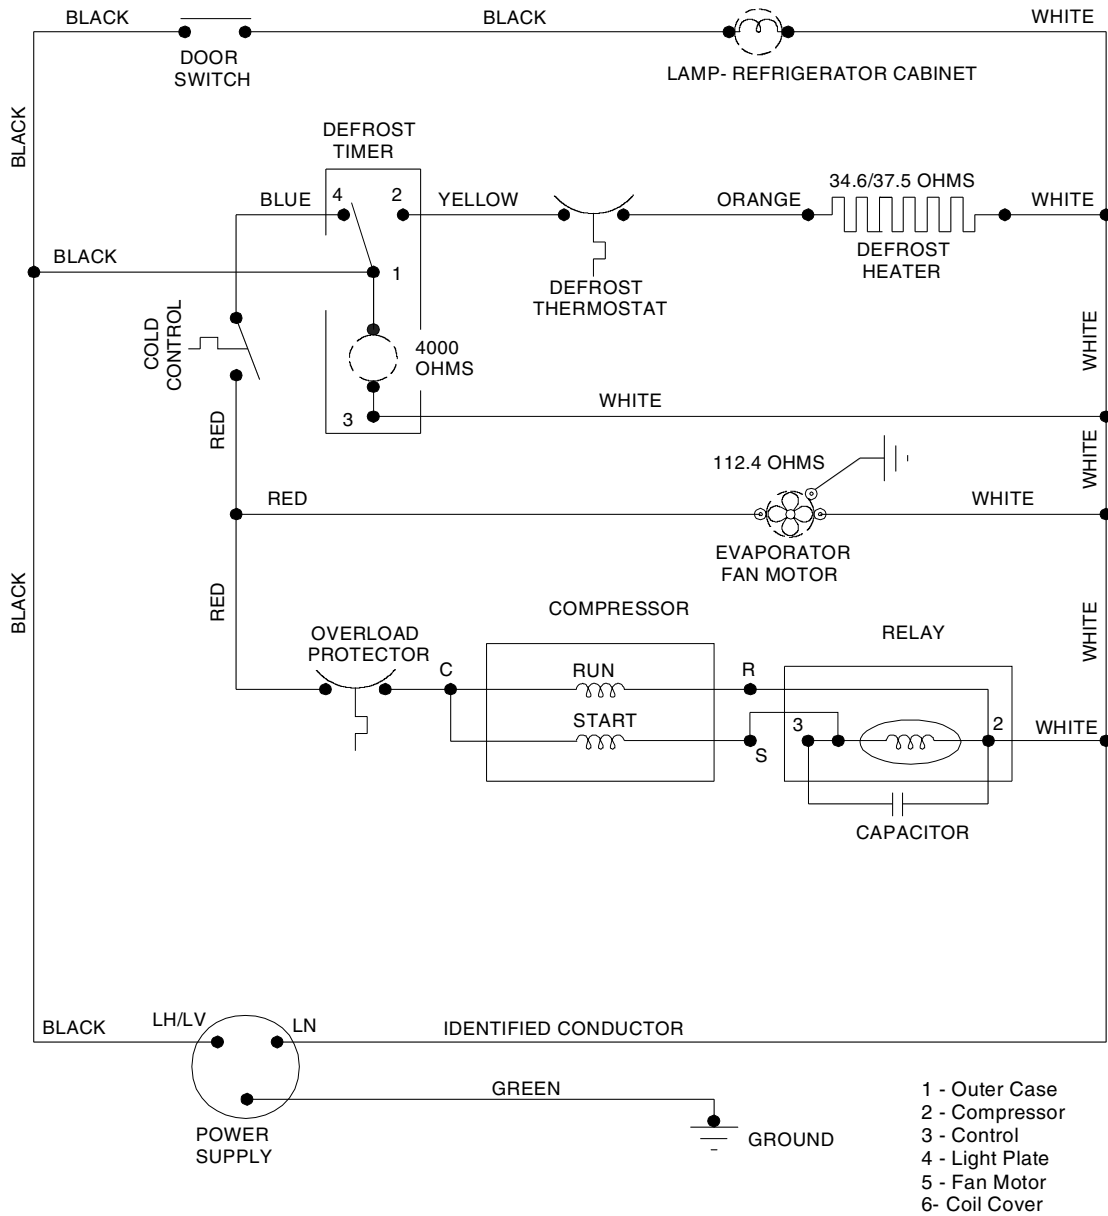 BLACK
BLACK
WHITE
DOOR
SWITCH
LAMP- REFRIGERATOR CABINET
BLACK
DEFROST
TIMER
34.6/37.5 OHMS
BLUE
4
2
YELLOW
ORANGE
WHITE
BLACK
1
DEFROST
HEATER
DEFROST
THERMOSTAT
COLD
CONTROL
4000
OHMS
WHITE
WHITE
3
RED
WHITE
112.4 OHMS
RED
WHITE
EVAPORATOR
FAN MOTOR
BLACK
RED
COMPRESSOR
WHITE
OVERLOAD
PROTECTOR
RELAY
C
RUN
R
START
3
2
WHITE
S
CAPACITOR
BLACK
LH/LV
LN
IDENTIFIED CONDUCTOR
GREEN
POWER
SUPPLY
GROUND
1 - Outer Case
2 - Compressor
3 - Control
4 - Light Plate
5 - Fan Motor
6- Coil Cover